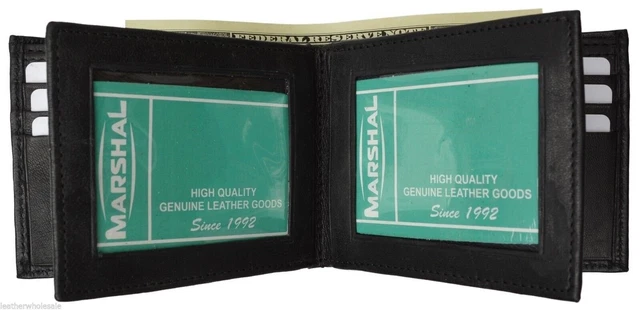 FEDERAL RESERVE NOTE
MARSHAL
HIGH QUALITY
GENUINE LEATHER GOODS
Since 1992
MARSHAL
HIGH QUALITY
GENUINE LEATHER GOODS
Since 1992
leatherwholesale